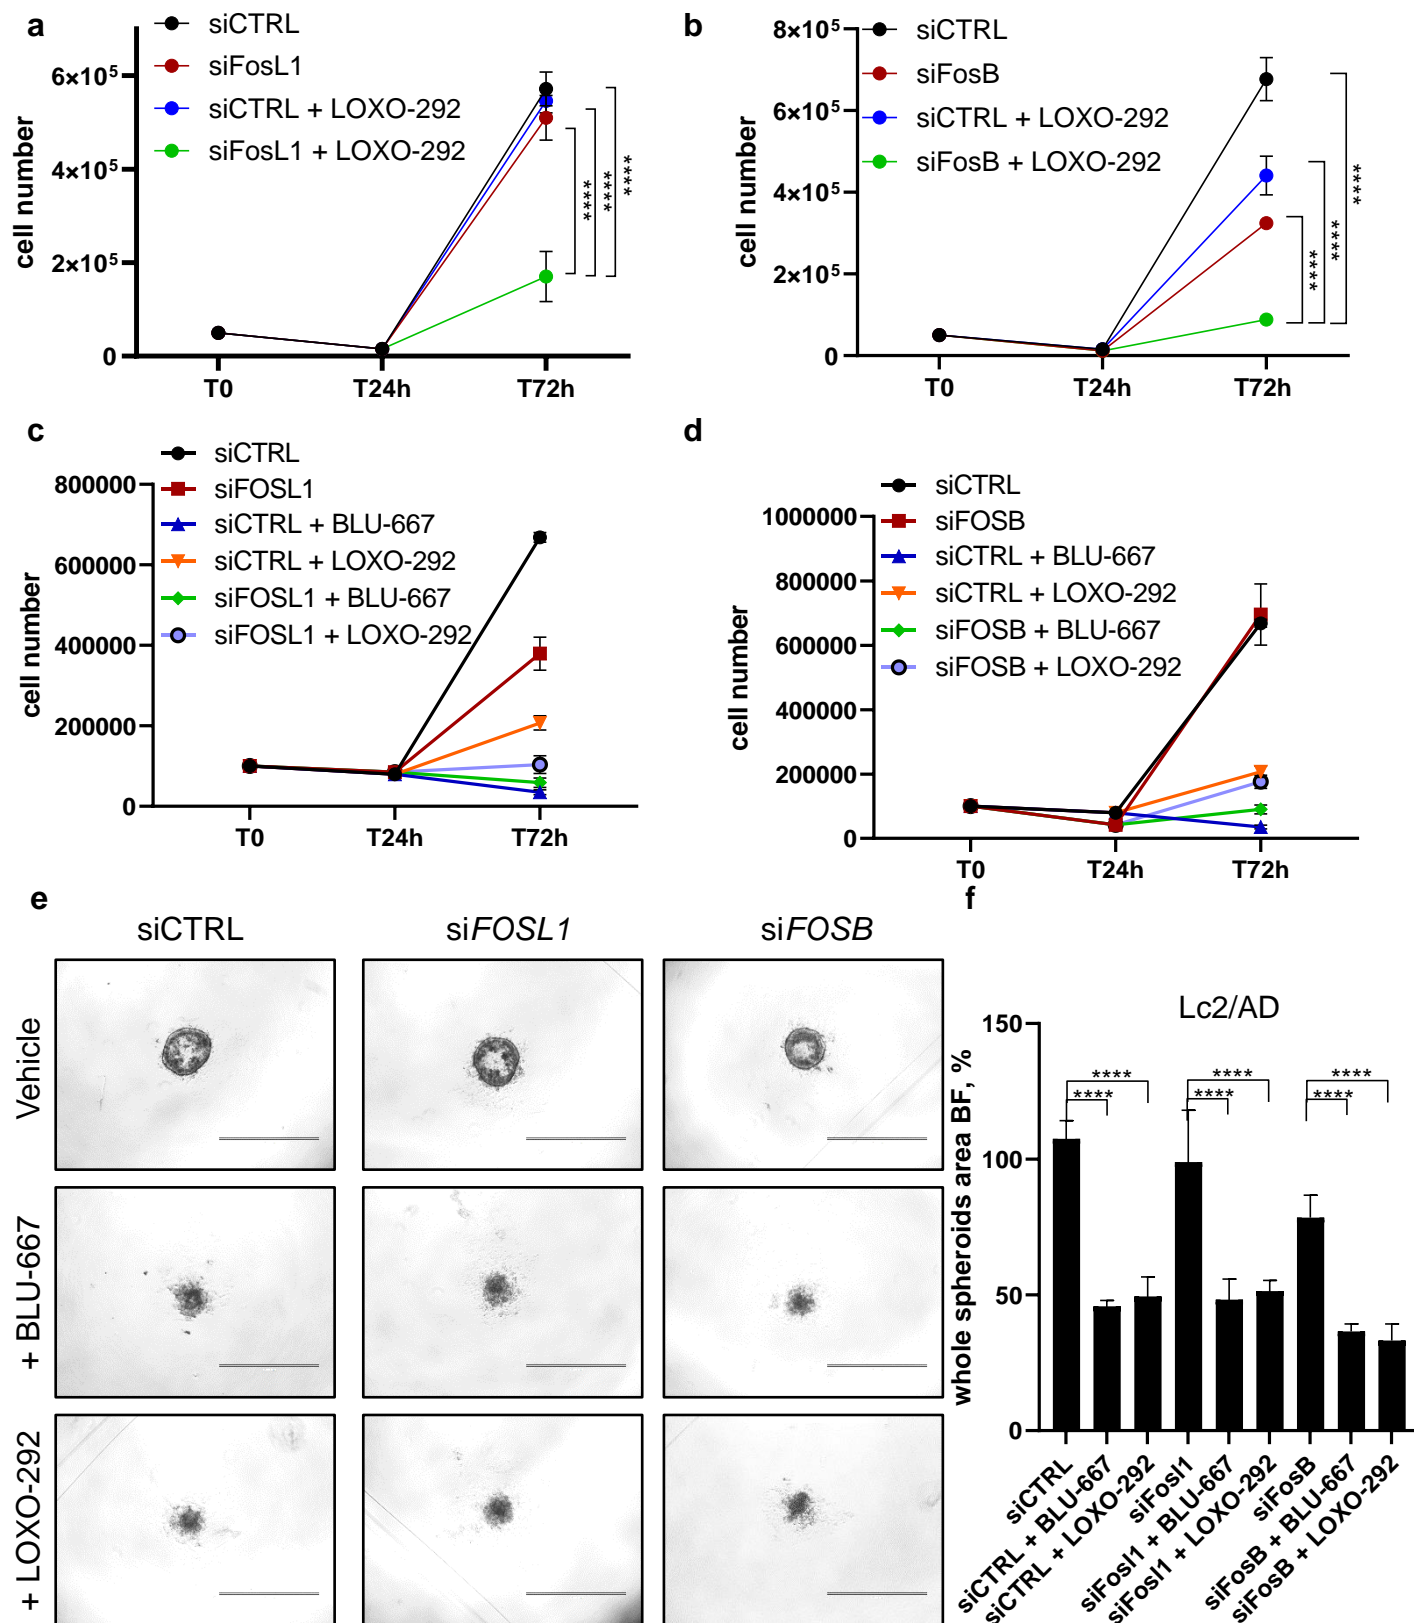 a
siCTRL
siFosL1
siCTRL + LOXO-292
siFosL1 + LOXO-292
6×10⁵
4×10⁵
2×10⁵
0
cell number
T0 T24h T72h
****
****
****
b
siCTRL
siFosB
siCTRL + LOXO-292
siFosB + LOXO-292
8×10⁵
6×10⁵
4×10⁵
2×10⁵
0
cell number
T0 T24h T72h
****
****
****
c
siCTRL
siFOSL1
siCTRL + BLU-667
siCTRL + LOXO-292
siFOSL1 + BLU-667
siFOSL1 + LOXO-292
800000
600000
400000
200000
0
cell number
T0 T24h T72h
d
siCTRL
siFOSB
siCTRL + BLU-667
siCTRL + LOXO-292
siFOSB + BLU-667
siFOSB + LOXO-292
1000000
800000
600000
400000
200000
0
cell number
T0 T24h T72h
e
siCTRL siFOSL1 siFOSB
Vehicle
+ BLU-667
+ LOXO-292
f
Lc2/AD
150
100
50
0
whole spheroids area BF, %
**** **** ****
**** **** ****
siCTRL
siCTRL + BLU-667
siCTRL + LOXO-292
siFosl1
siFosl1 + BLU-667
siFosl1 + LOXO-292
siFosB
siFosB + BLU-667
siFosB + LOXO-292